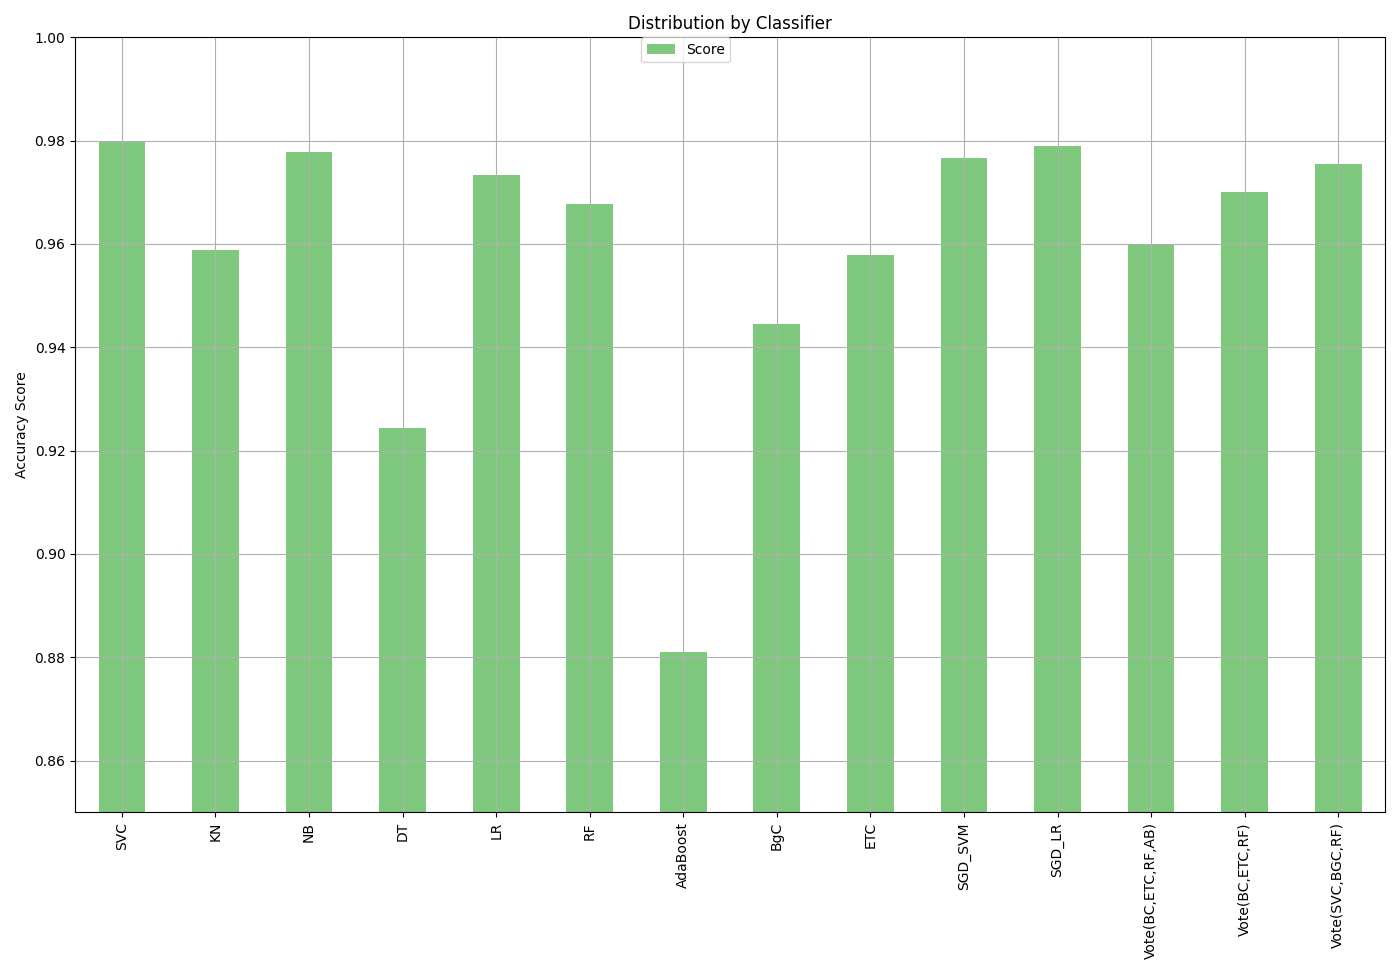 Distribution by Classifier
Score
1.00
0.98
0.96
0.94
0.92
0.90
0.88
0.86
Accuracy Score
SVC
KN
NB
DT
LR
RF
AdaBoost
BgC
ETC
SGD_SVM
SGD_LR
Vote(BC,ETC,RF,AB)
Vote(BC,ETC,RF)
Vote(SVC,BGC,RF)